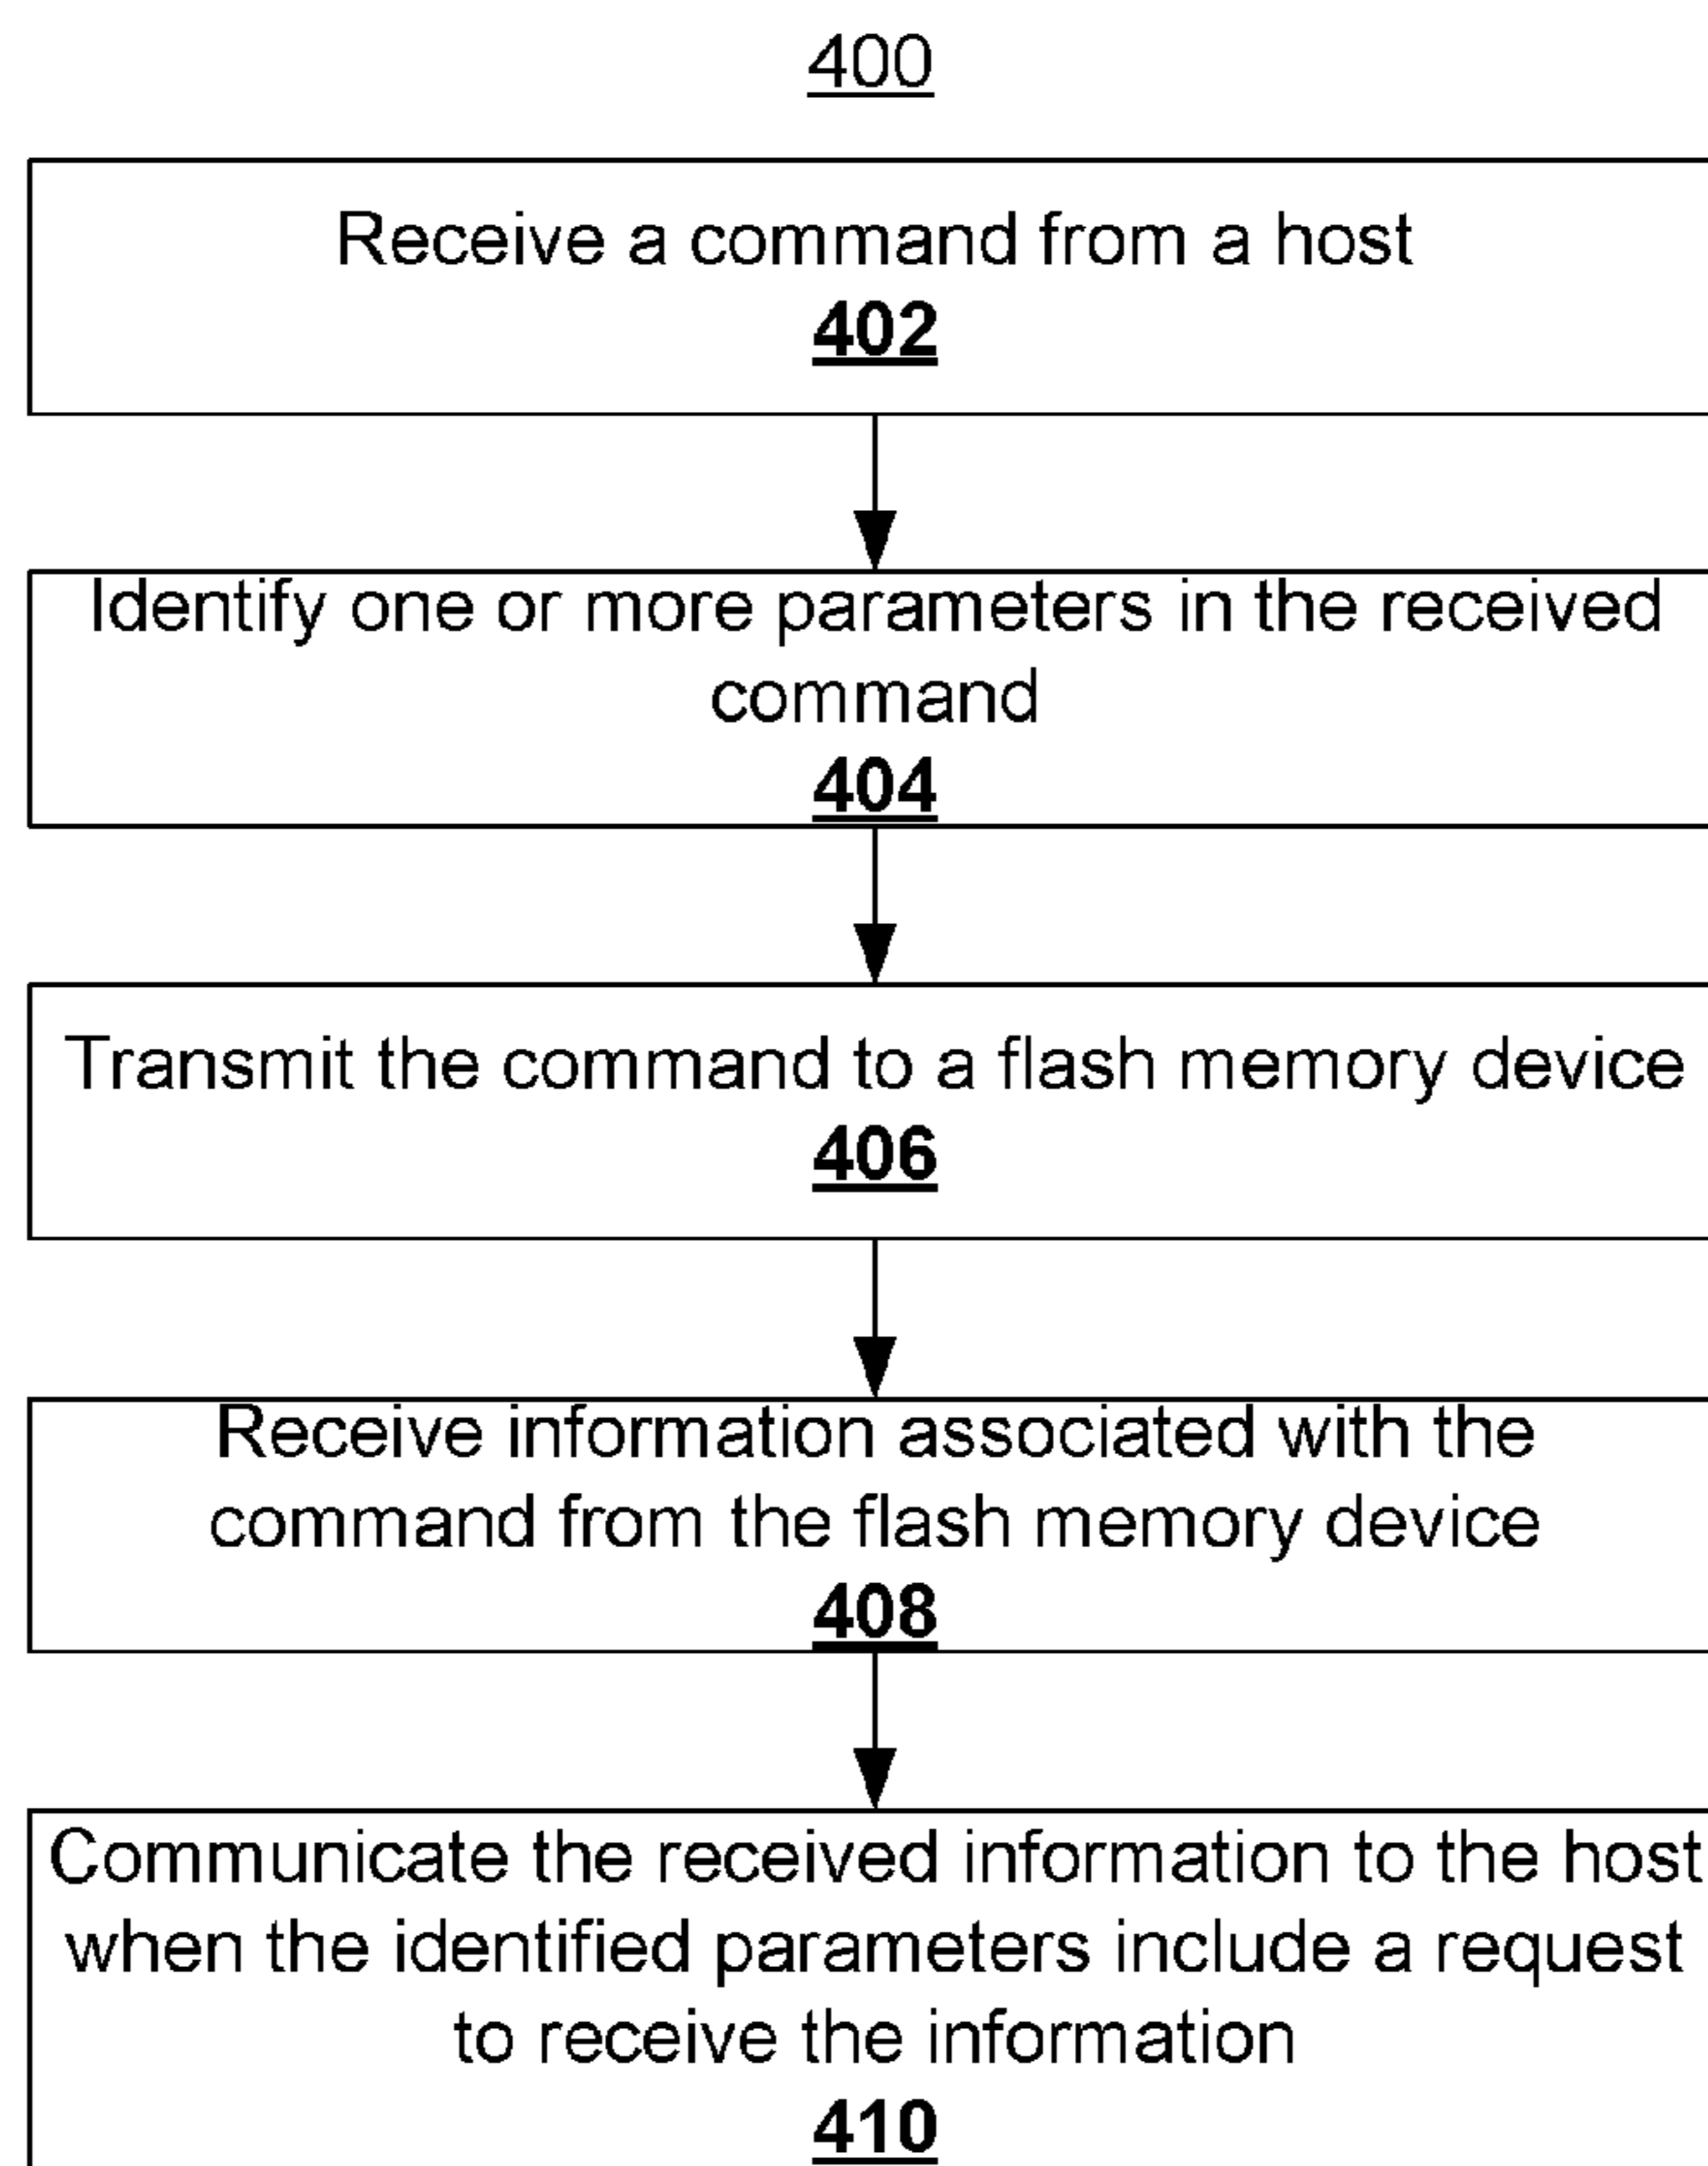 400
Receive a command from a host
402
Identify one or more parameters in the received
command
404
Transmit the command to a flash memory device
406
Receive information associated with the
command from the flash memory device
408
Communicate the received information to the host
when the identified parameters include a request
to receive the information
410